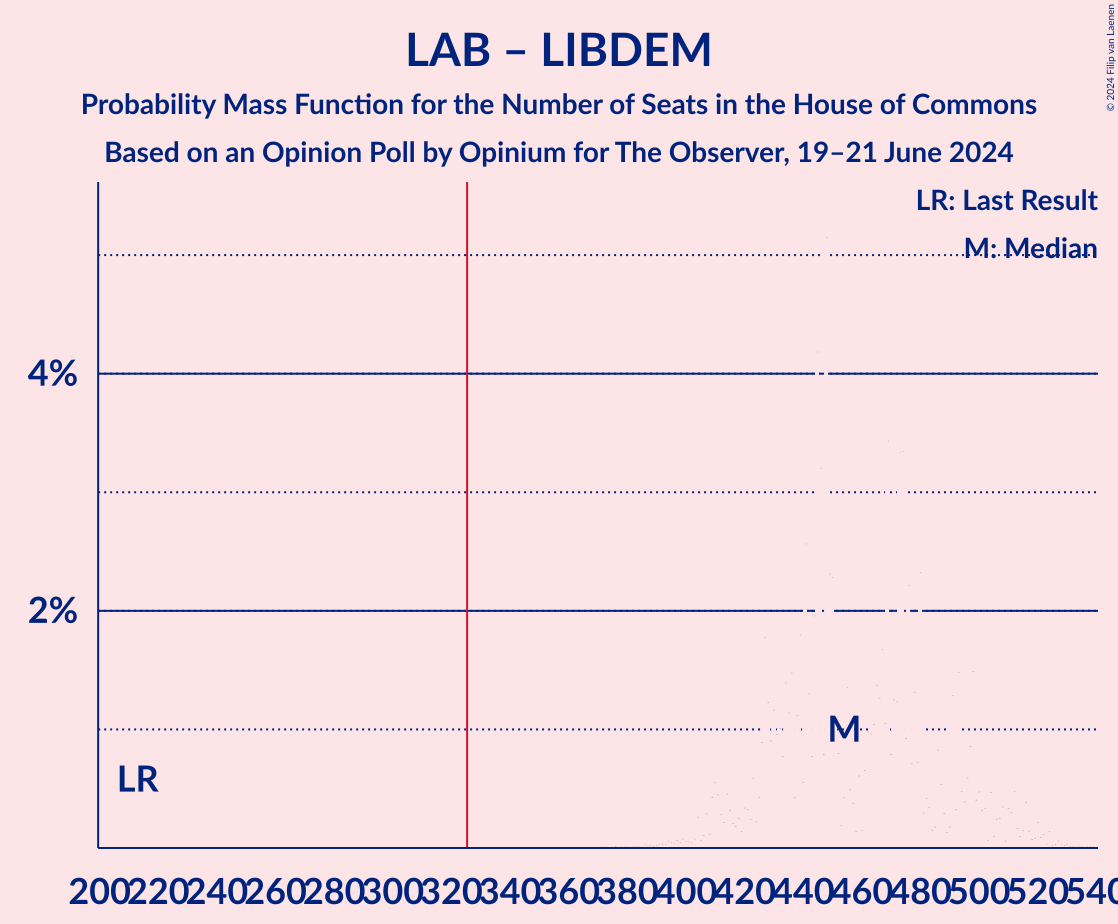 LAB – LIBDEM
Probability Mass Function for the Number of Seats in the House of Commons
Based on an Opinion Poll by Opinium for The Observer, 19–21 June 2024
© 2024 Filip van Laenen
LR: Last Result
M: Median
4%
2%
M
LR
200 220 240 260 280 300 320 340 360 380 400 420 440 460 480 500 520 540